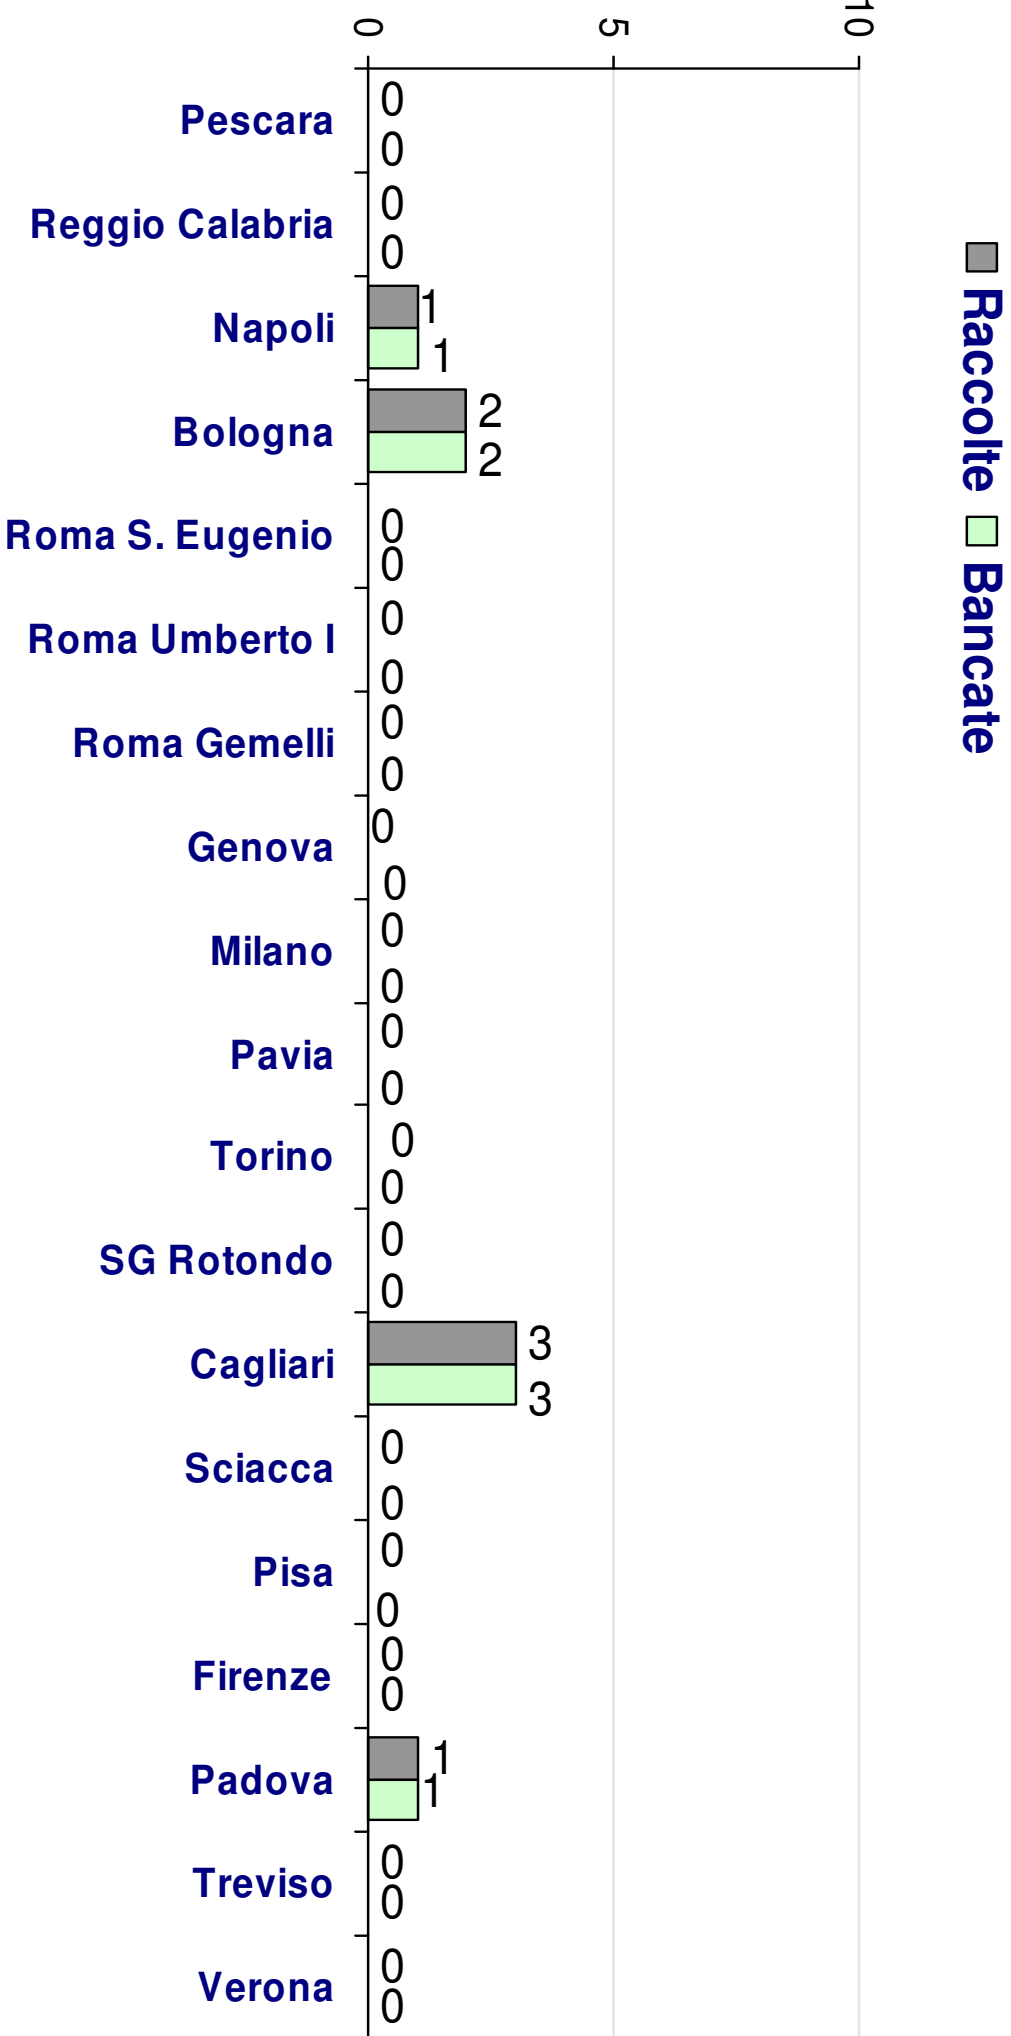 0
5
10
Raccolte
Bancate
Pescara
0
0
Reggio Calabria
0
0
Napoli
1
1
Bologna
2
2
Roma S. Eugenio
0
0
Roma Umberto I
0
0
Roma Gemelli
0
0
Genova
0
0
Milano
0
0
Pavia
0
0
Torino
0
0
SG Rotondo
0
0
Cagliari
3
3
Sciacca
0
0
Pisa
0
0
Firenze
0
0
Padova
1
1
Treviso
0
0
Verona
0
0